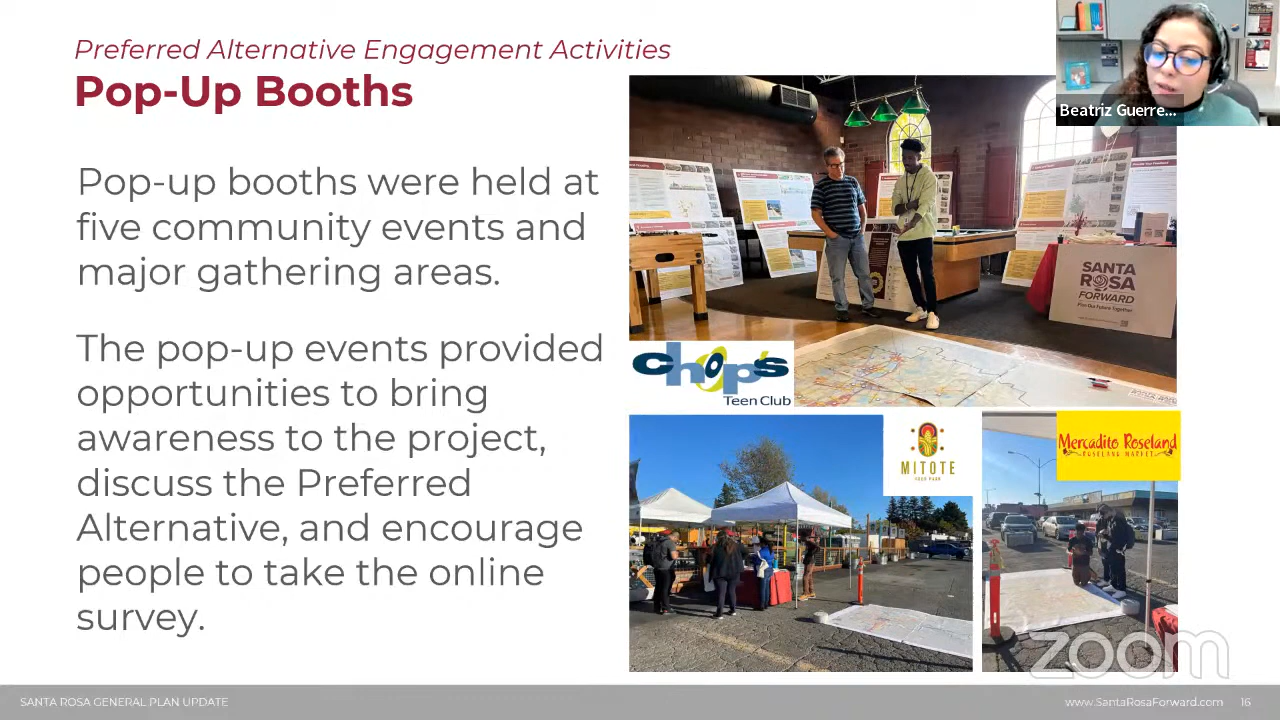 Preferred Alternative Engagement Activities
Pop-Up Booths
Beatriz Guerre...
Pop-up booths were held at
five community events and
major gathering areas.
The pop-up events provided
opportunities to bring
awareness to the project,
discuss the Preferred
Alternative, and encourage
people to take the online
survey.
SANTA ROSA
FORWARD
Plan Our Future Together
Chop's
Teen Club
MITOTE
FOOD PARK
Mercadito Roseland
ROSELAND MARKET
zoom
SANTA ROSA GENERAL PLAN UPDATE
www.SantaRosaForward.com
16